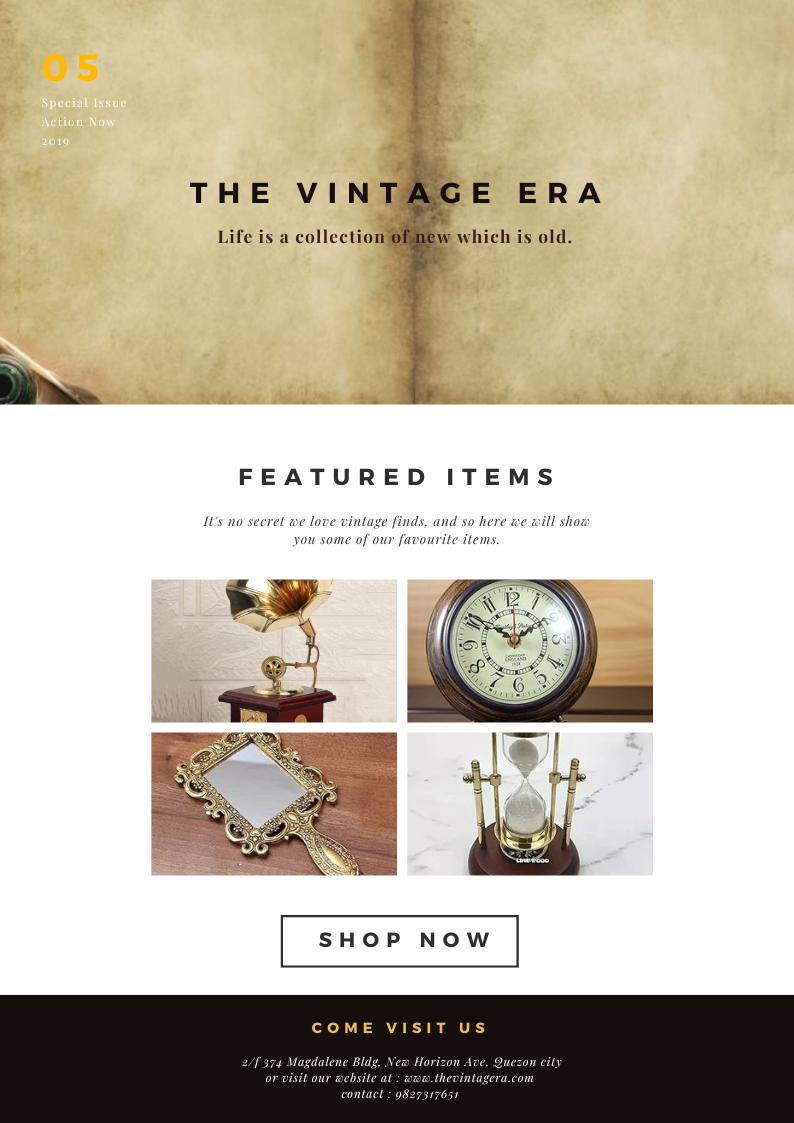 05
Special Issue
Action Now
2019
THE VINTAGE ERA
Life is a collection of new which is old.
FEATURED ITEMS
It's no secret we love vintage finds, and so here we will show
you some of our favourite items.
12
ENGLAND
SHOP NOW
COME VISIT US
2/f 374 Magdalene Bldg, New Horizon Ave. Quezon city
or visit our website at : www.thevintagera.com
contact : 9827317651